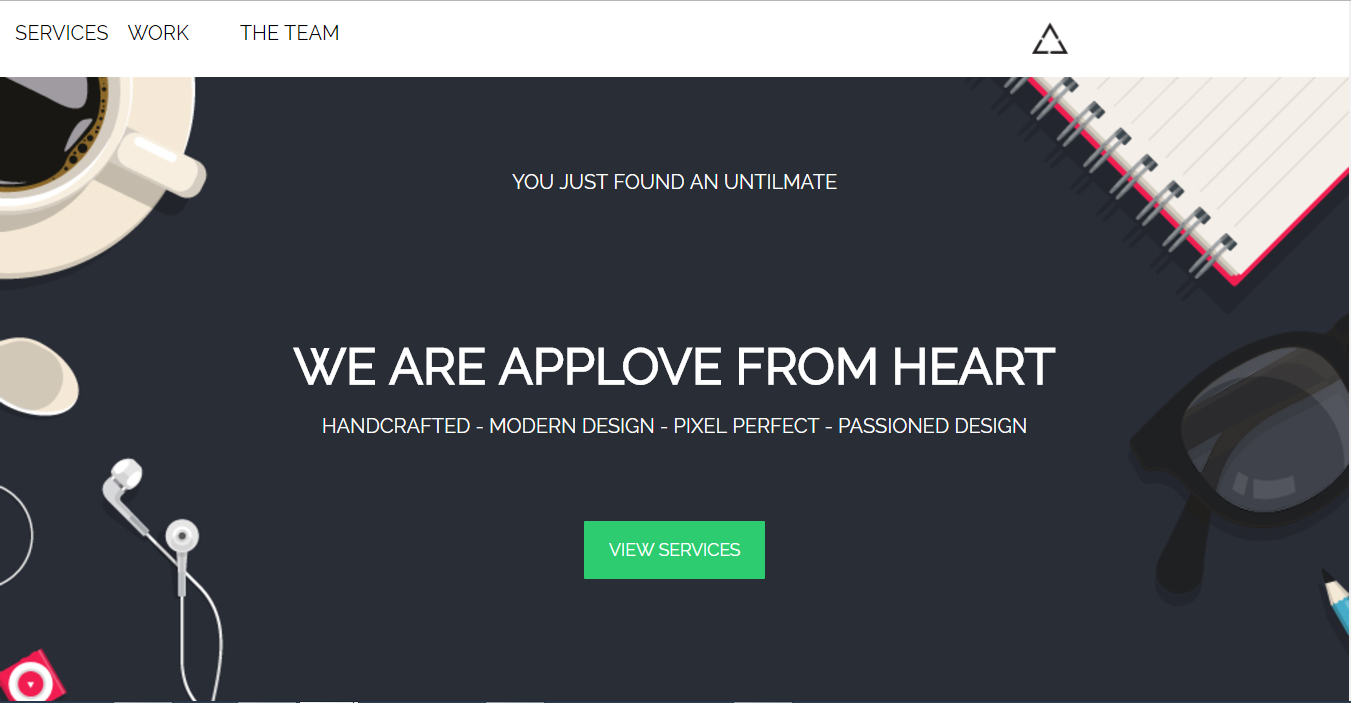 SERVICES WORK THE TEAM
YOU JUST FOUND AN UNTILMATE
WE ARE APPLOVE FROM HEART
HANDCRAFTED - MODERN DESIGN - PIXEL PERFECT - PASSIONED DESIGN
VIEW SERVICES